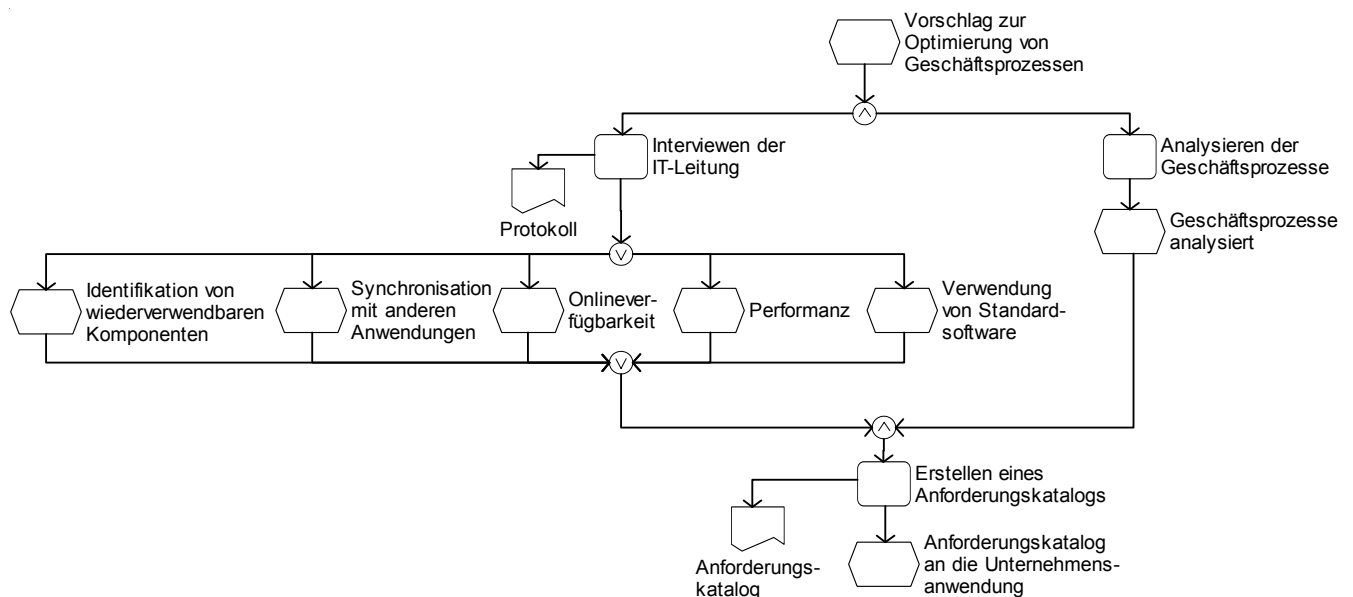 Vorschlag zur
Optimierung von
Geschäftsprozessen
Interviewen der
IT-Leitung
Analysieren der
Geschäftsprozesse
Protokoll
Geschäftsprozesse
analysiert
Identifikation von
wiederverwendbaren
Komponenten
Synchronisation
mit anderen
Anwendungen
Onlinever-
fügbarkeit
Performanz
Verwendung
von Standard-
software
Erstellen eines
Anforderungskatalogs
Anforderungs-
katalog
Anforderungskatalog
an die Unternehmens-
anwendung